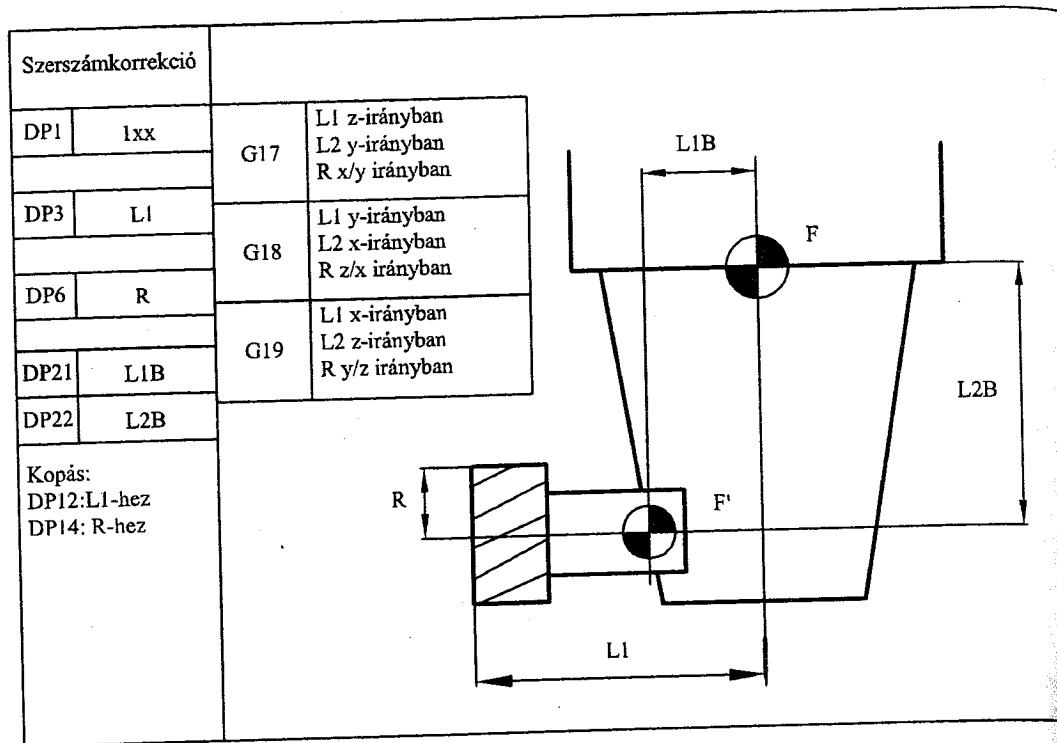 Szerszámkorrekció
DP1 1xx
DP3 L1
DP6 R
DP21 L1B
DP22 L2B
Kopás:
DP12:L1-hez
DP14: R-hez
G17
L1 z-irányban
L2 y-irányban
R x/y irányban
G18
L1 y-irányban
L2 x-irányban
R z/x irányban
G19
L1 x-irányban
L2 z-irányban
R y/z irányban
L1B
F
L2B
R
F'
L1